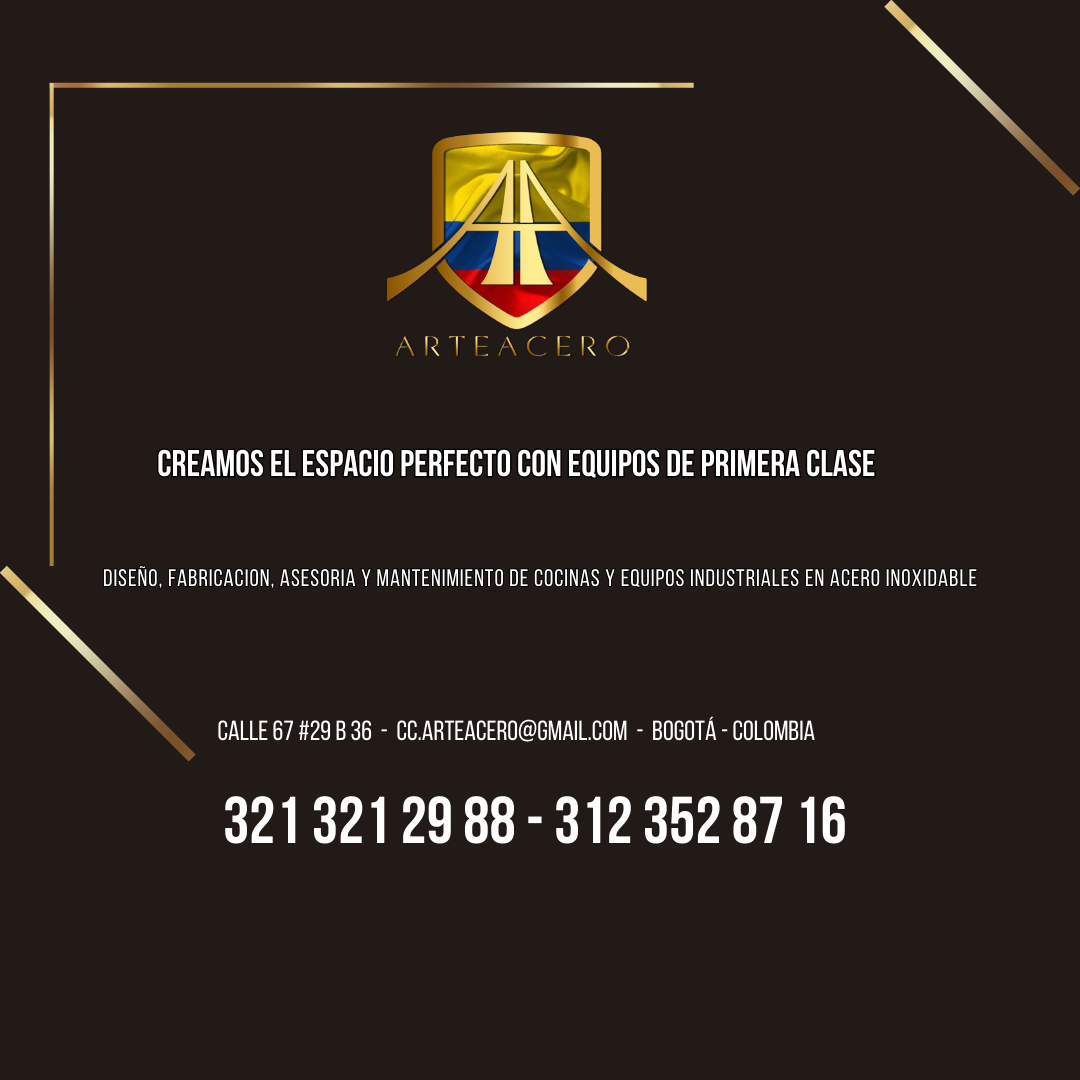 ARTEACERO
CREAMOS EL ESPACIO PERFECTO CON EQUIPOS DE PRIMERA CLASE
DISEÑO, FABRICACION, ASESORIA Y MANTENIMIENTO DE COCINAS Y EQUIPOS INDUSTRIALES EN ACERO INOXIDABLE
CALLE 67 #29 B 36 - CC.ARTEACERO@GMAIL.COM - BOGOTÁ - COLOMBIA
321 321 29 88 - 312 352 87 16